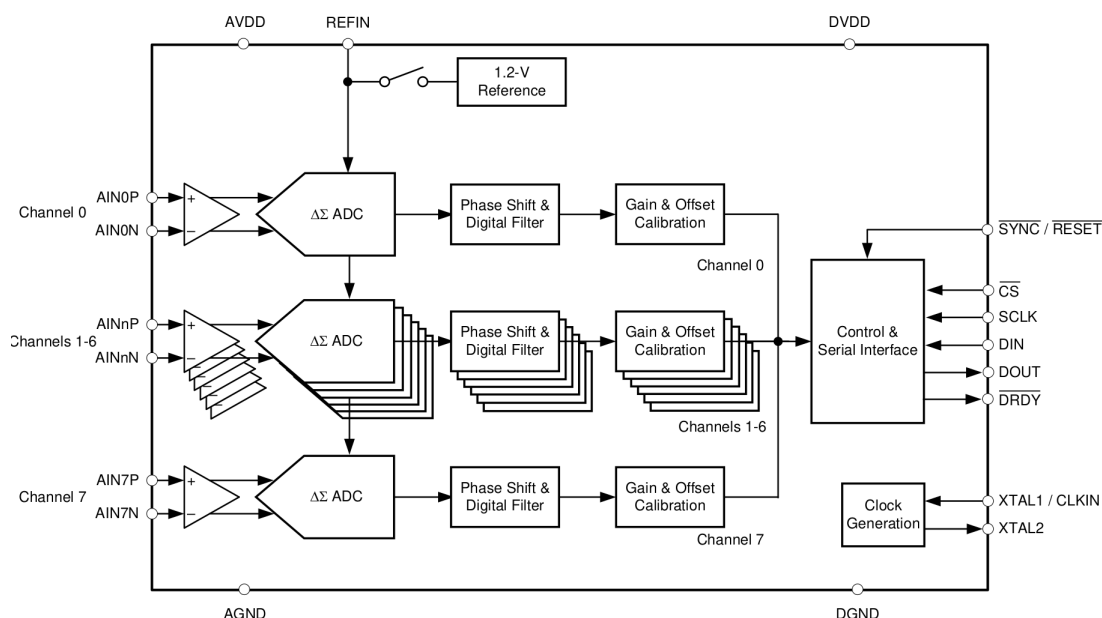 AVDD
REFIN
DVDD
1.2-V
Reference
AIN0P
Channel 0
AIN0N
+
−
ΔΣ ADC
Phase Shift &
Digital Filter
Gain & Offset
Calibration
Channel 0
SYNC / RESET
CS
SCLK
DIN
DOUT
DRDY
Control &
Serial Interface
AINnP
Channels 1-6
AINnN
+
−
−
−
−
−
−
ΔΣ ADC
Phase Shift &
Digital Filter
Gain & Offset
Calibration
Channels 1-6
AIN7P
Channel 7
AIN7N
+
−
ΔΣ ADC
Phase Shift &
Digital Filter
Gain & Offset
Calibration
Channel 7
Clock
Generation
XTAL1 / CLKIN
XTAL2
AGND
DGND